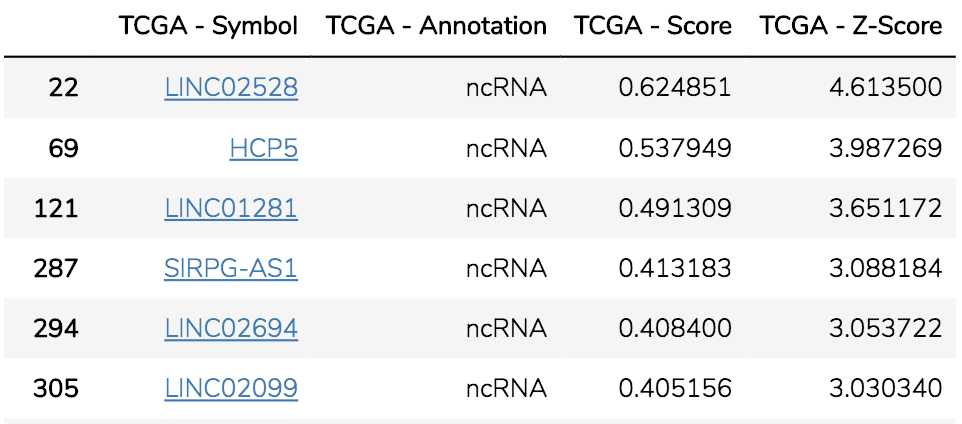 TCGA - Symbol TCGA - Annotation TCGA - Score TCGA - Z-Score
22 LINC02528 ncRNA 0.624851 4.613500
69 HCP5 ncRNA 0.537949 3.987269
121 LINC01281 ncRNA 0.491309 3.651172
287 SIRPG-AS1 ncRNA 0.413183 3.088184
294 LINC02694 ncRNA 0.408400 3.053722
305 LINC02099 ncRNA 0.405156 3.030340